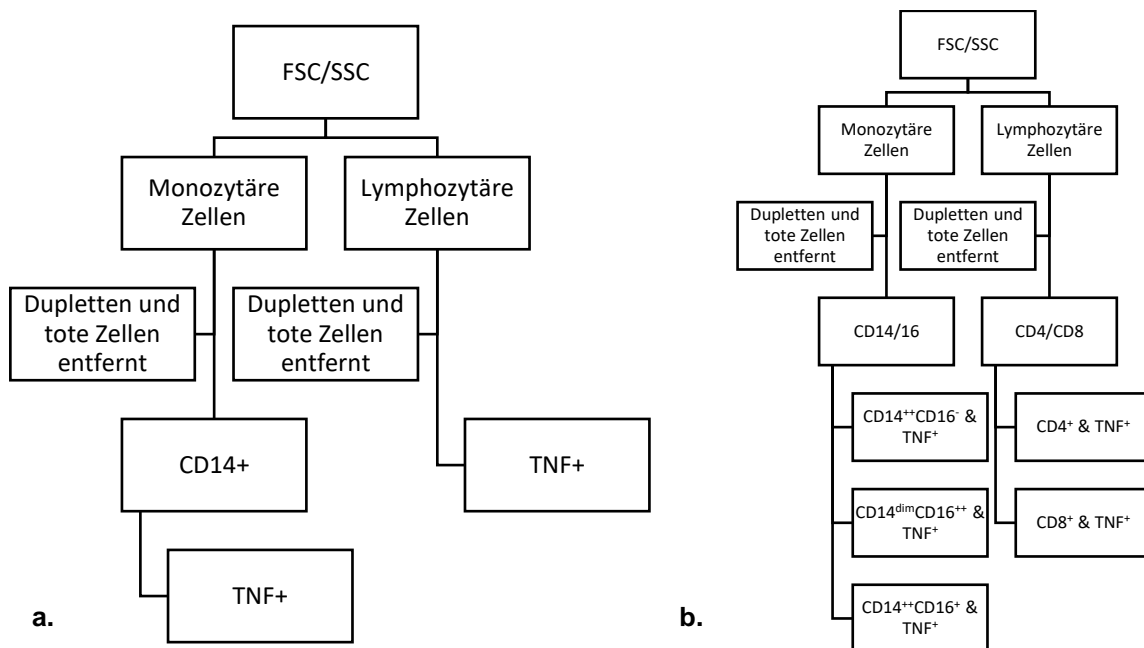 FSC/SSC
Monozytäre
Zellen
Lymphozytäre
Zellen
Dupletten und
tote Zellen
entfernt
Dupletten und
tote Zellen
entfernt
CD14+
TNF+
TNF+
a.
FSC/SSC
Monozytäre
Zellen
Lymphozytäre
Zellen
Dupletten und
tote Zellen
entfernt
Dupletten und
tote Zellen
entfernt
CD14/16
CD4/CD8
CD14⁺⁺CD16⁻ &
TNF⁺
CD4⁺ & TNF⁺
CD14ᵈⁱᵐCD16⁺⁺ &
TNF⁺
CD8⁺ & TNF⁺
CD14⁺⁺CD16⁺ &
TNF⁺
b.